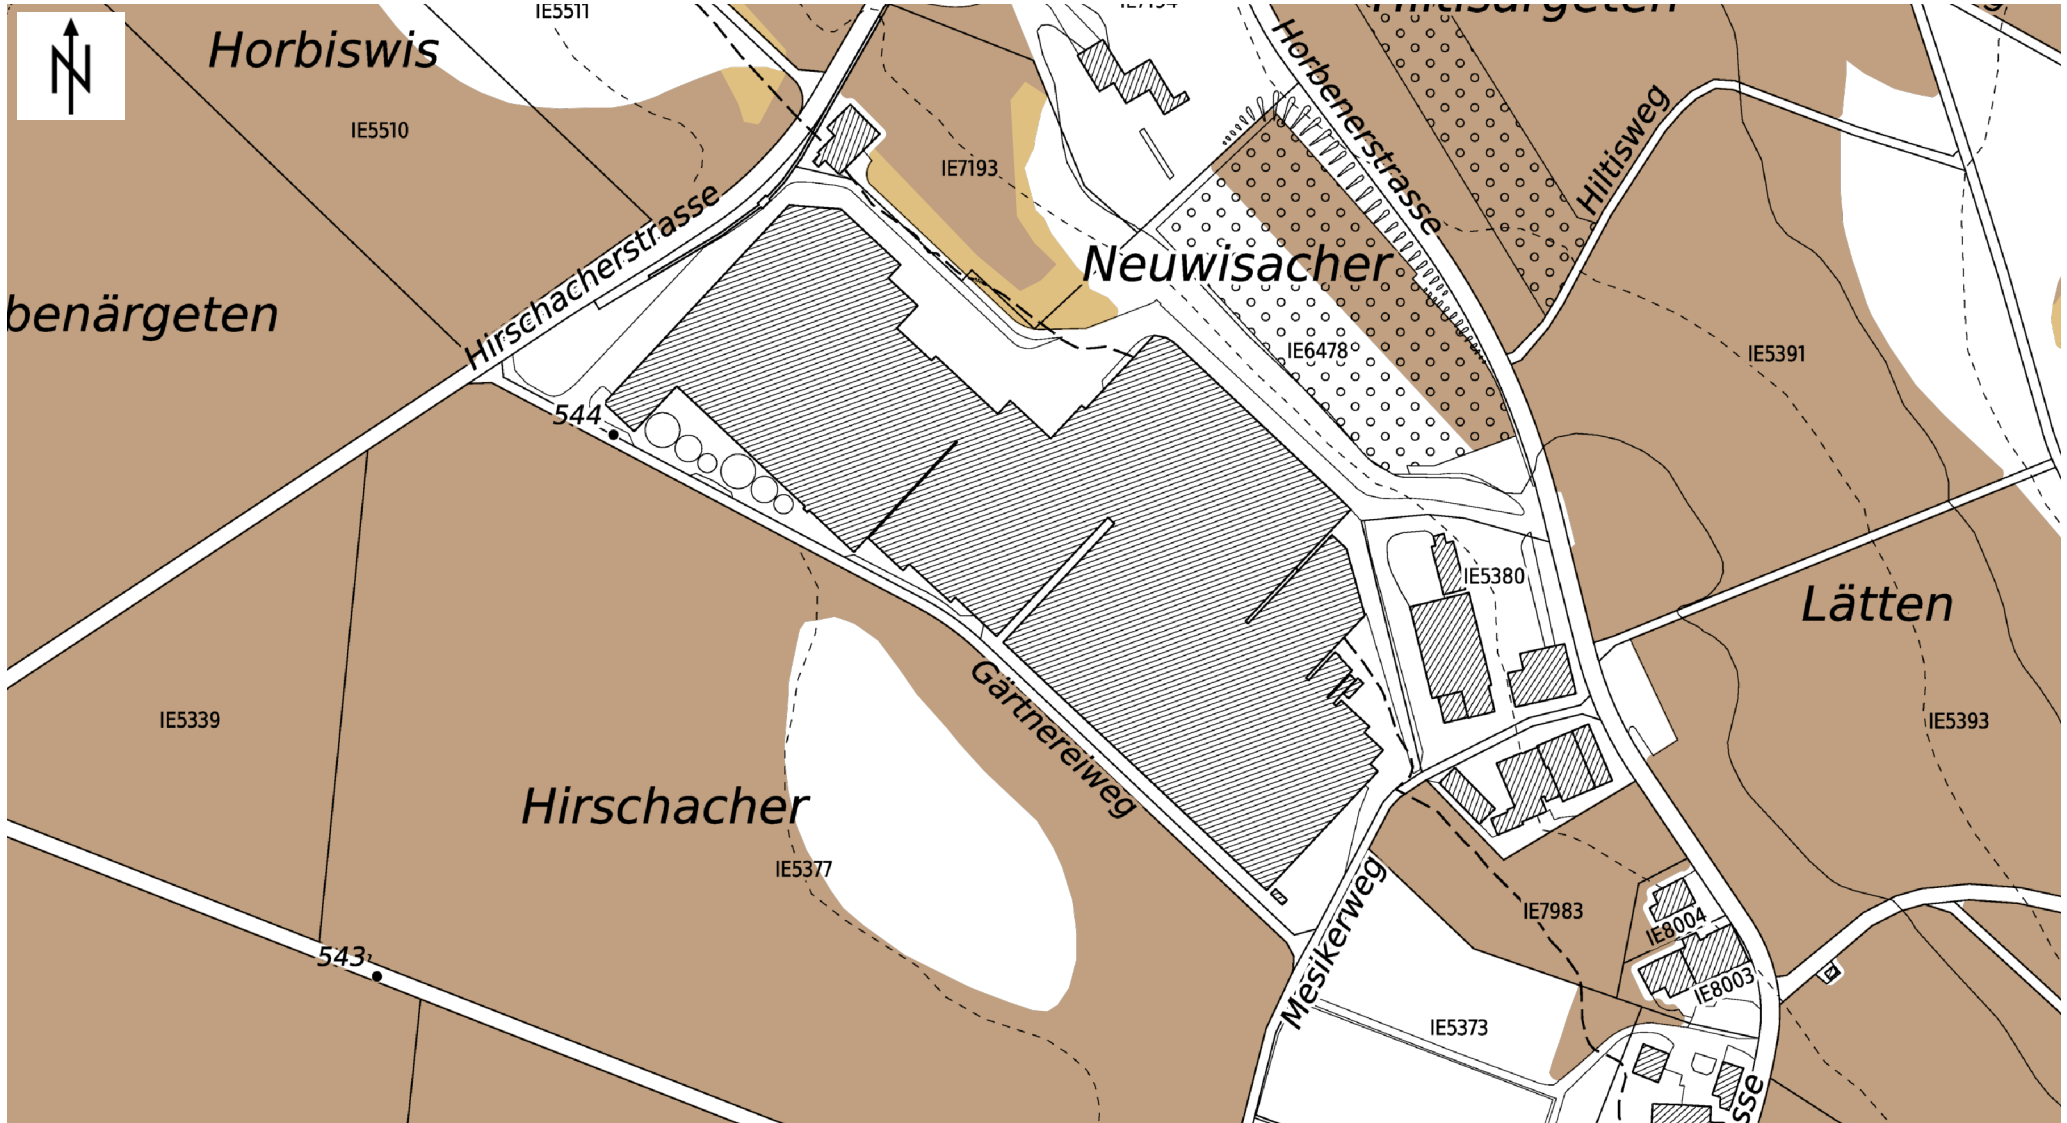 IE5511
Horbiswis
IE5510
IE7193
Horbenerstrasse
Hiltisweg
Hirschacherstrasse
Neuwisacher
benärgeten
IE6478
IE5391
544
IE5380
Lätten
IE5339
Gärtnereiweg
IE5393
Hirschacher
IE5377
Mesikerweg
IE7983
IE8004
543
IE8003
IE5373
sse